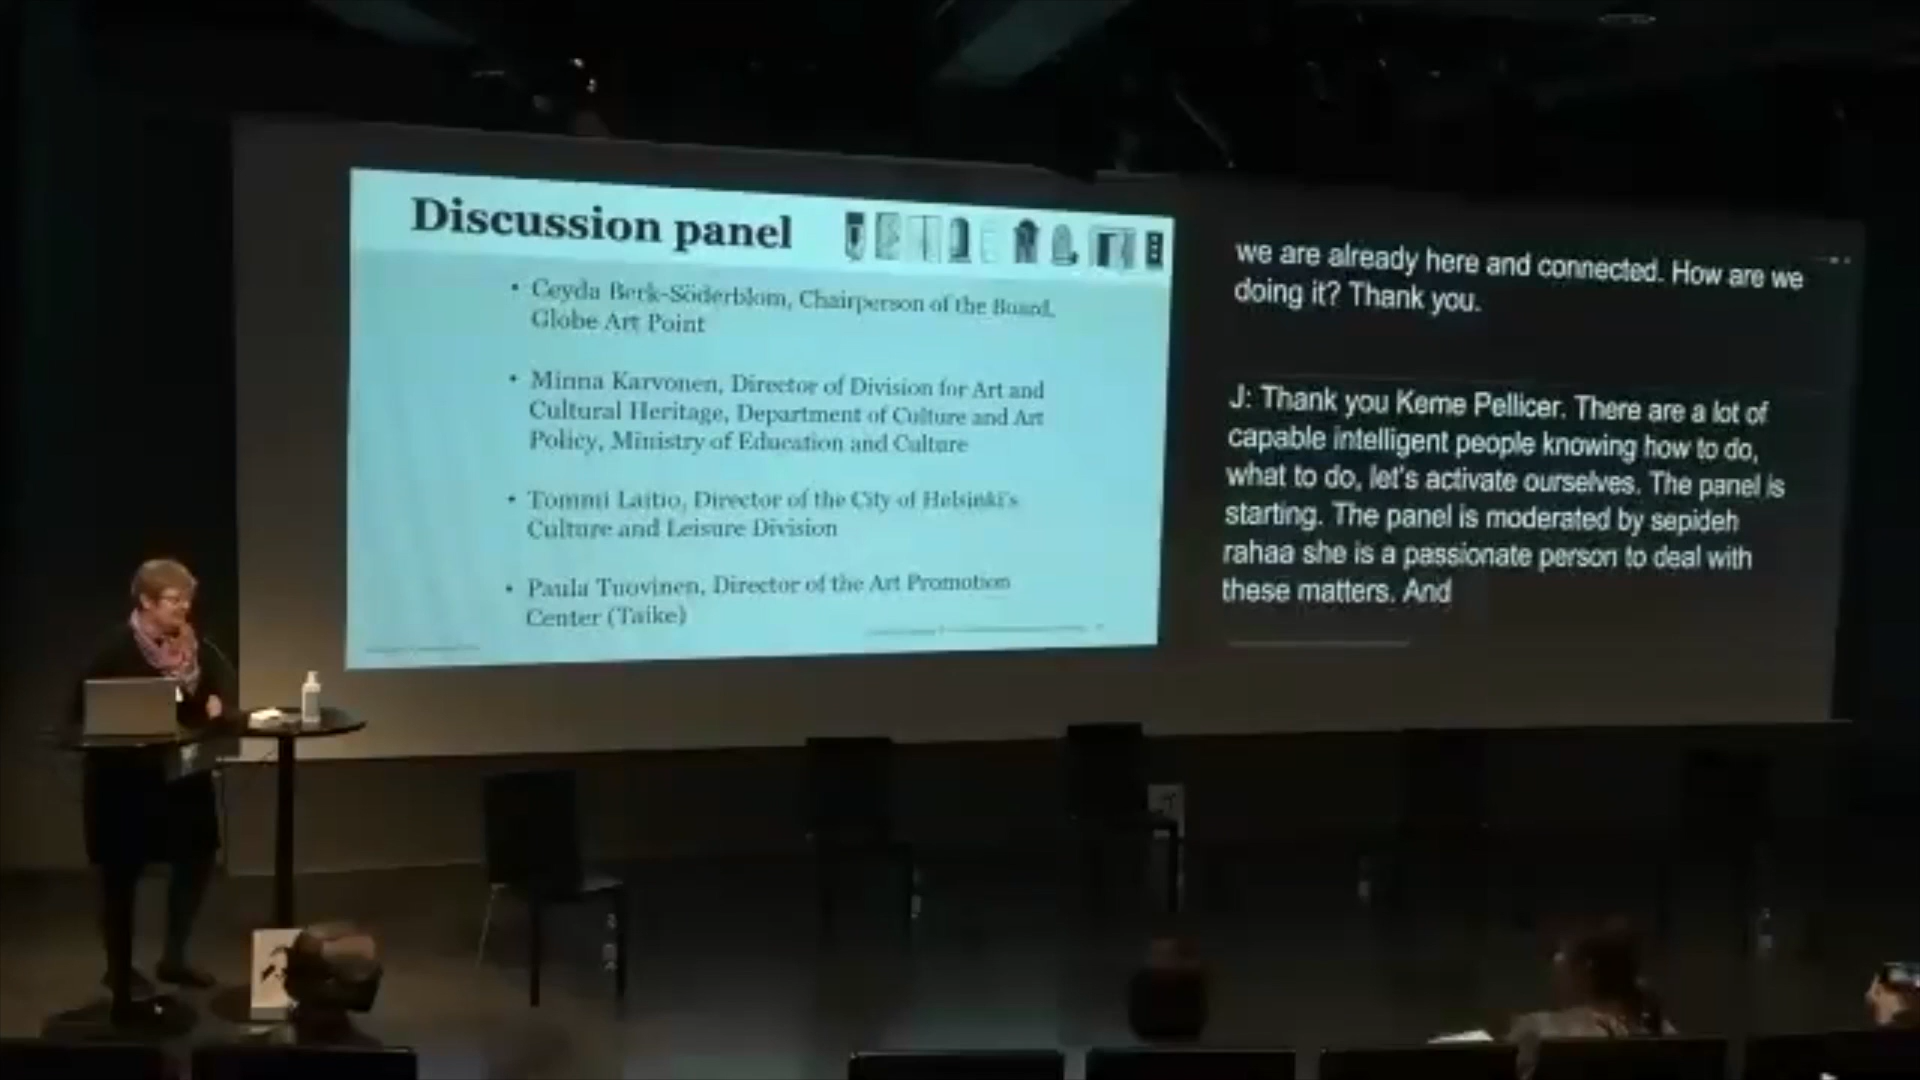 Discussion panel
• Ceyda Berk-Söderblom, Chairperson of the Board,
Globe Art Point
• Minna Karvonen, Director of Division for Art and
Cultural Heritage, Department of Culture and Art
Policy, Ministry of Education and Culture
• Tommi Laitio, Director of the City of Helsinki's
Culture and Leisure Division
• Paula Tuovinen, Director of the Art Promotion
Center (Taike)
we are already here and connected. How are we
doing it? Thank you.
J: Thank you Keme Pellicer. There are a lot of
capable intelligent people knowing how to do,
what to do, let's activate ourselves. The panel is
starting. The panel is moderated by sepideh
rahaa she is a passionate person to deal with
these matters. And